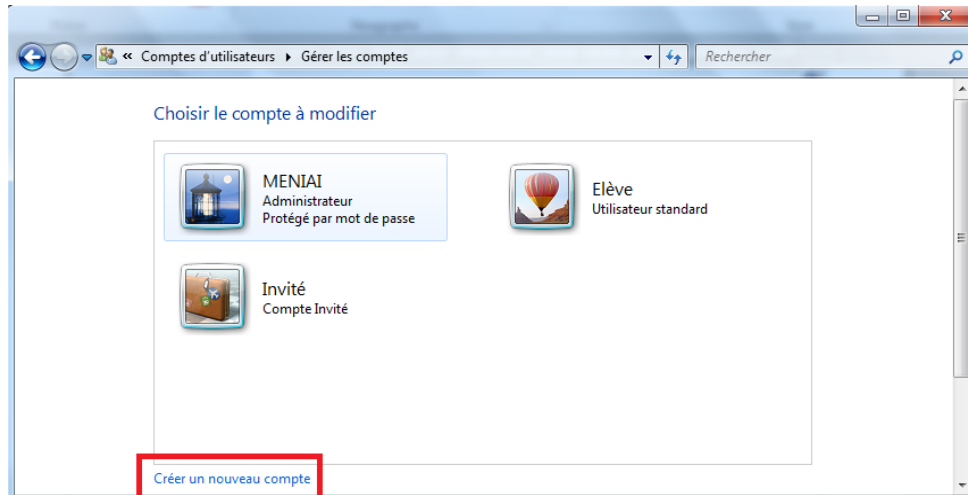 « Comptes d'utilisateurs ▸ Gérer les comptes
Rechercher
Choisir le compte à modifier
MENIAI
Administrateur
Protégé par mot de passe
Elève
Utilisateur standard
Invité
Compte Invité
Créer un nouveau compte